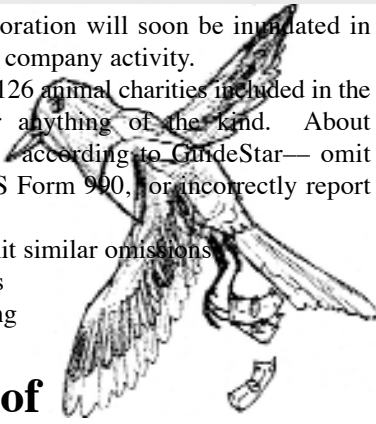 oration will soon be inundated in
company activity.
126 animal charities included in the
anything of the kind. About
according to GuideStar— omit
S Form 990, or incorrectly report
it similar omissions
s
ng
of